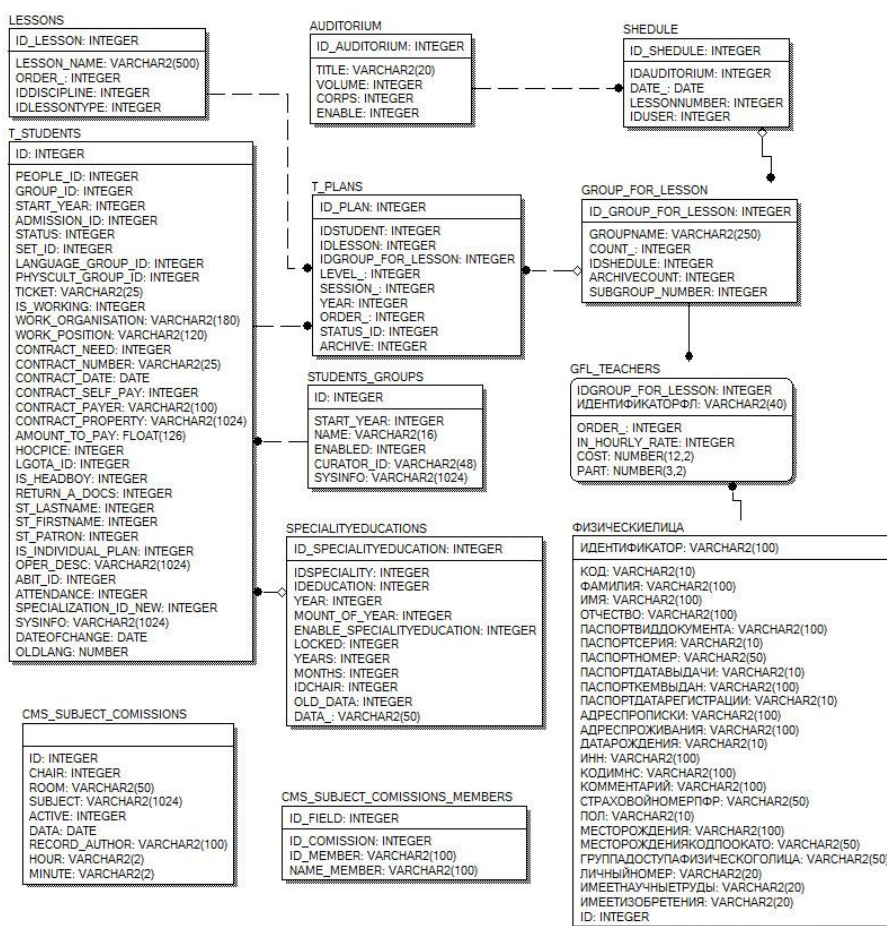 LESSONS
ID_LESSON: INTEGER
LESSON_NAME: VARCHAR2(500)
ORDER_: INTEGER
IDDISCIPLINE: INTEGER
IDLESSONTYPE: INTEGER
AUDITORIUM
ID_AUDITORIUM: INTEGER
TITLE: VARCHAR2(20)
VOLUME: INTEGER
CORPS: INTEGER
ENABLE: INTEGER
SHEDULE
ID_SHEDULE: INTEGER
IDAUDITORIUM: INTEGER
DATE_: DATE
LESSONNUMBER: INTEGER
IDUSER: INTEGER
T_STUDENTS
ID: INTEGER
PEOPLE_ID: INTEGER
GROUP_ID: INTEGER
START_YEAR: INTEGER
ADMISSION_ID: INTEGER
STATUS: INTEGER
SET_ID: INTEGER
LANGUAGE_GROUP_ID: INTEGER
PHYSCULT_GROUP_ID: INTEGER
TICKET: VARCHAR2(25)
IS_WORKING: INTEGER
WORK_ORGANISATION: VARCHAR2(180)
WORK_POSITION: VARCHAR2(120)
CONTRACT_NEED: INTEGER
CONTRACT_NUMBER: VARCHAR2(25)
CONTRACT_DATE: DATE
CONTRACT_SELF_PAY: INTEGER
CONTRACT_PAYER: VARCHAR2(100)
CONTRACT_PROPERTY: VARCHAR2(1024)
AMOUNT_TO_PAY: FLOAT(126)
HOCPICE: INTEGER
LGOTA_ID: INTEGER
IS_HEADBOY: INTEGER
RETURN_A_DOCS: INTEGER
ST_LASTNAME: INTEGER
ST_FIRSTNAME: INTEGER
ST_PATRON: INTEGER
IS_INDIVIDUAL_PLAN: INTEGER
OPER_DESC: VARCHAR2(1024)
ABIT_ID: INTEGER
ATTENDANCE: INTEGER
SPECIALIZATION_ID_NEW: INTEGER
SYSINFO: VARCHAR2(1024)
DATEOFCHANGE: DATE
OLDLANG: NUMBER
T_PLANS
ID_PLAN: INTEGER
IDSTUDENT: INTEGER
IDLESSON: INTEGER
IDGROUP_FOR_LESSON: INTEGER
LEVEL_: INTEGER
SESSION_: INTEGER
YEAR: INTEGER
ORDER_: INTEGER
STATUS_ID: INTEGER
ARCHIVE: INTEGER
GROUP_FOR_LESSON
ID_GROUP_FOR_LESSON: INTEGER
GROUPNAME: VARCHAR2(250)
COUNT_: INTEGER
IDSHEDULE: INTEGER
ARCHIVECOUNT: INTEGER
SUBGROUP_NUMBER: INTEGER
STUDENTS_GROUPS
ID: INTEGER
START_YEAR: INTEGER
NAME: VARCHAR2(16)
ENABLED: INTEGER
CURATOR_ID: VARCHAR2(48)
SYSINFO: VARCHAR2(1024)
GFL_TEACHERS
IDGROUP_FOR_LESSON: INTEGER
ИДЕНТИФИКАТОРФЛ: VARCHAR2(40)
ORDER_: INTEGER
IN_HOURLY_RATE: INTEGER
COST: NUMBER(12,2)
PART: NUMBER(3,2)
SPECIALITYEDUCATIONS
ID_SPECIALITYEDUCATION: INTEGER
IDSPECIALITY: INTEGER
IDEDUCATION: INTEGER
YEAR: INTEGER
MOUNT_OF_YEAR: INTEGER
ENABLE_SPECIALITYEDUCATION: INTEGER
LOCKED: INTEGER
YEARS: INTEGER
MONTHS: INTEGER
IDCHAIR: INTEGER
OLD_DATA: INTEGER
DATA_: VARCHAR2(50)
ФИЗИЧЕСКИЕЛИЦА
ИДЕНТИФИКАТОР: VARCHAR2(100)
КОД: VARCHAR2(10)
ФАМИЛИЯ: VARCHAR2(100)
ИМЯ: VARCHAR2(100)
ОТЧЕСТВО: VARCHAR2(100)
ПАСПОРТВИДДОКУМЕНТА: VARCHAR2(100)
ПАСПОРТСЕРИЯ: VARCHAR2(10)
ПАСПОРТНОМЕР: VARCHAR2(50)
ПАСПОРТДАТАВЫДАЧИ: VARCHAR2(10)
ПАСПОРТКЕМВЫДАН: VARCHAR2(100)
ПАСПОРТДАТАРЕГИСТРАЦИИ: VARCHAR2(10)
АДРЕСПРОПИСКИ: VARCHAR2(100)
АДРЕСПРОЖИВАНИЯ: VARCHAR2(100)
ДАТАРОЖДЕНИЯ: VARCHAR2(10)
ИНН: VARCHAR2(100)
КОДИМНС: VARCHAR2(100)
КОММЕНТАРИЙ: VARCHAR2(100)
СТРАХОВОЙНОМЕРПФР: VARCHAR2(50)
ПОЛ: VARCHAR2(10)
МЕСТОРОЖДЕНИЯ: VARCHAR2(100)
МЕСТОРОЖДЕНИЯКОДПООКАТО: VARCHAR2(50)
ГРУППАДОСТУПАФИЗИЧЕСКОГОЛИЦА: VARCHAR2(50)
ЛИЧНЫЙНОМЕР: VARCHAR2(20)
ИМЕЕТНАУЧНЫЕТРУДЫ: VARCHAR2(20)
ИМЕЕТИЗОБРЕТЕНИЯ: VARCHAR2(20)
ID: INTEGER
CMS_SUBJECT_COMISSIONS
ID: INTEGER
CHAIR: INTEGER
ROOM: VARCHAR2(50)
SUBJECT: VARCHAR2(1024)
ACTIVE: INTEGER
DATA: DATE
RECORD_AUTHOR: VARCHAR2(100)
HOUR: VARCHAR2(2)
MINUTE: VARCHAR2(2)
CMS_SUBJECT_COMISSIONS_MEMBERS
ID_FIELD: INTEGER
ID_COMISSION: INTEGER
ID_MEMBER: VARCHAR2(100)
NAME_MEMBER: VARCHAR2(100)